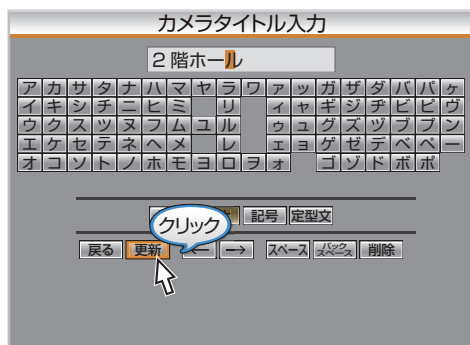 カメラタイトル入力
2階ホール
アカサタナハマヤラワァッガザダバパヶ
イキシチニヒミ リ ィャギジヂビピヴ
ウクスツヌフムユル ゥュグズヅブプン
エケセテネヘメ レ ェョゲゼデベペー
オコソトノホモヨロヲォ ゴゾドボポ
記号 定型文
クリック
戻る 更新 ← → スペース バックスペース 削除